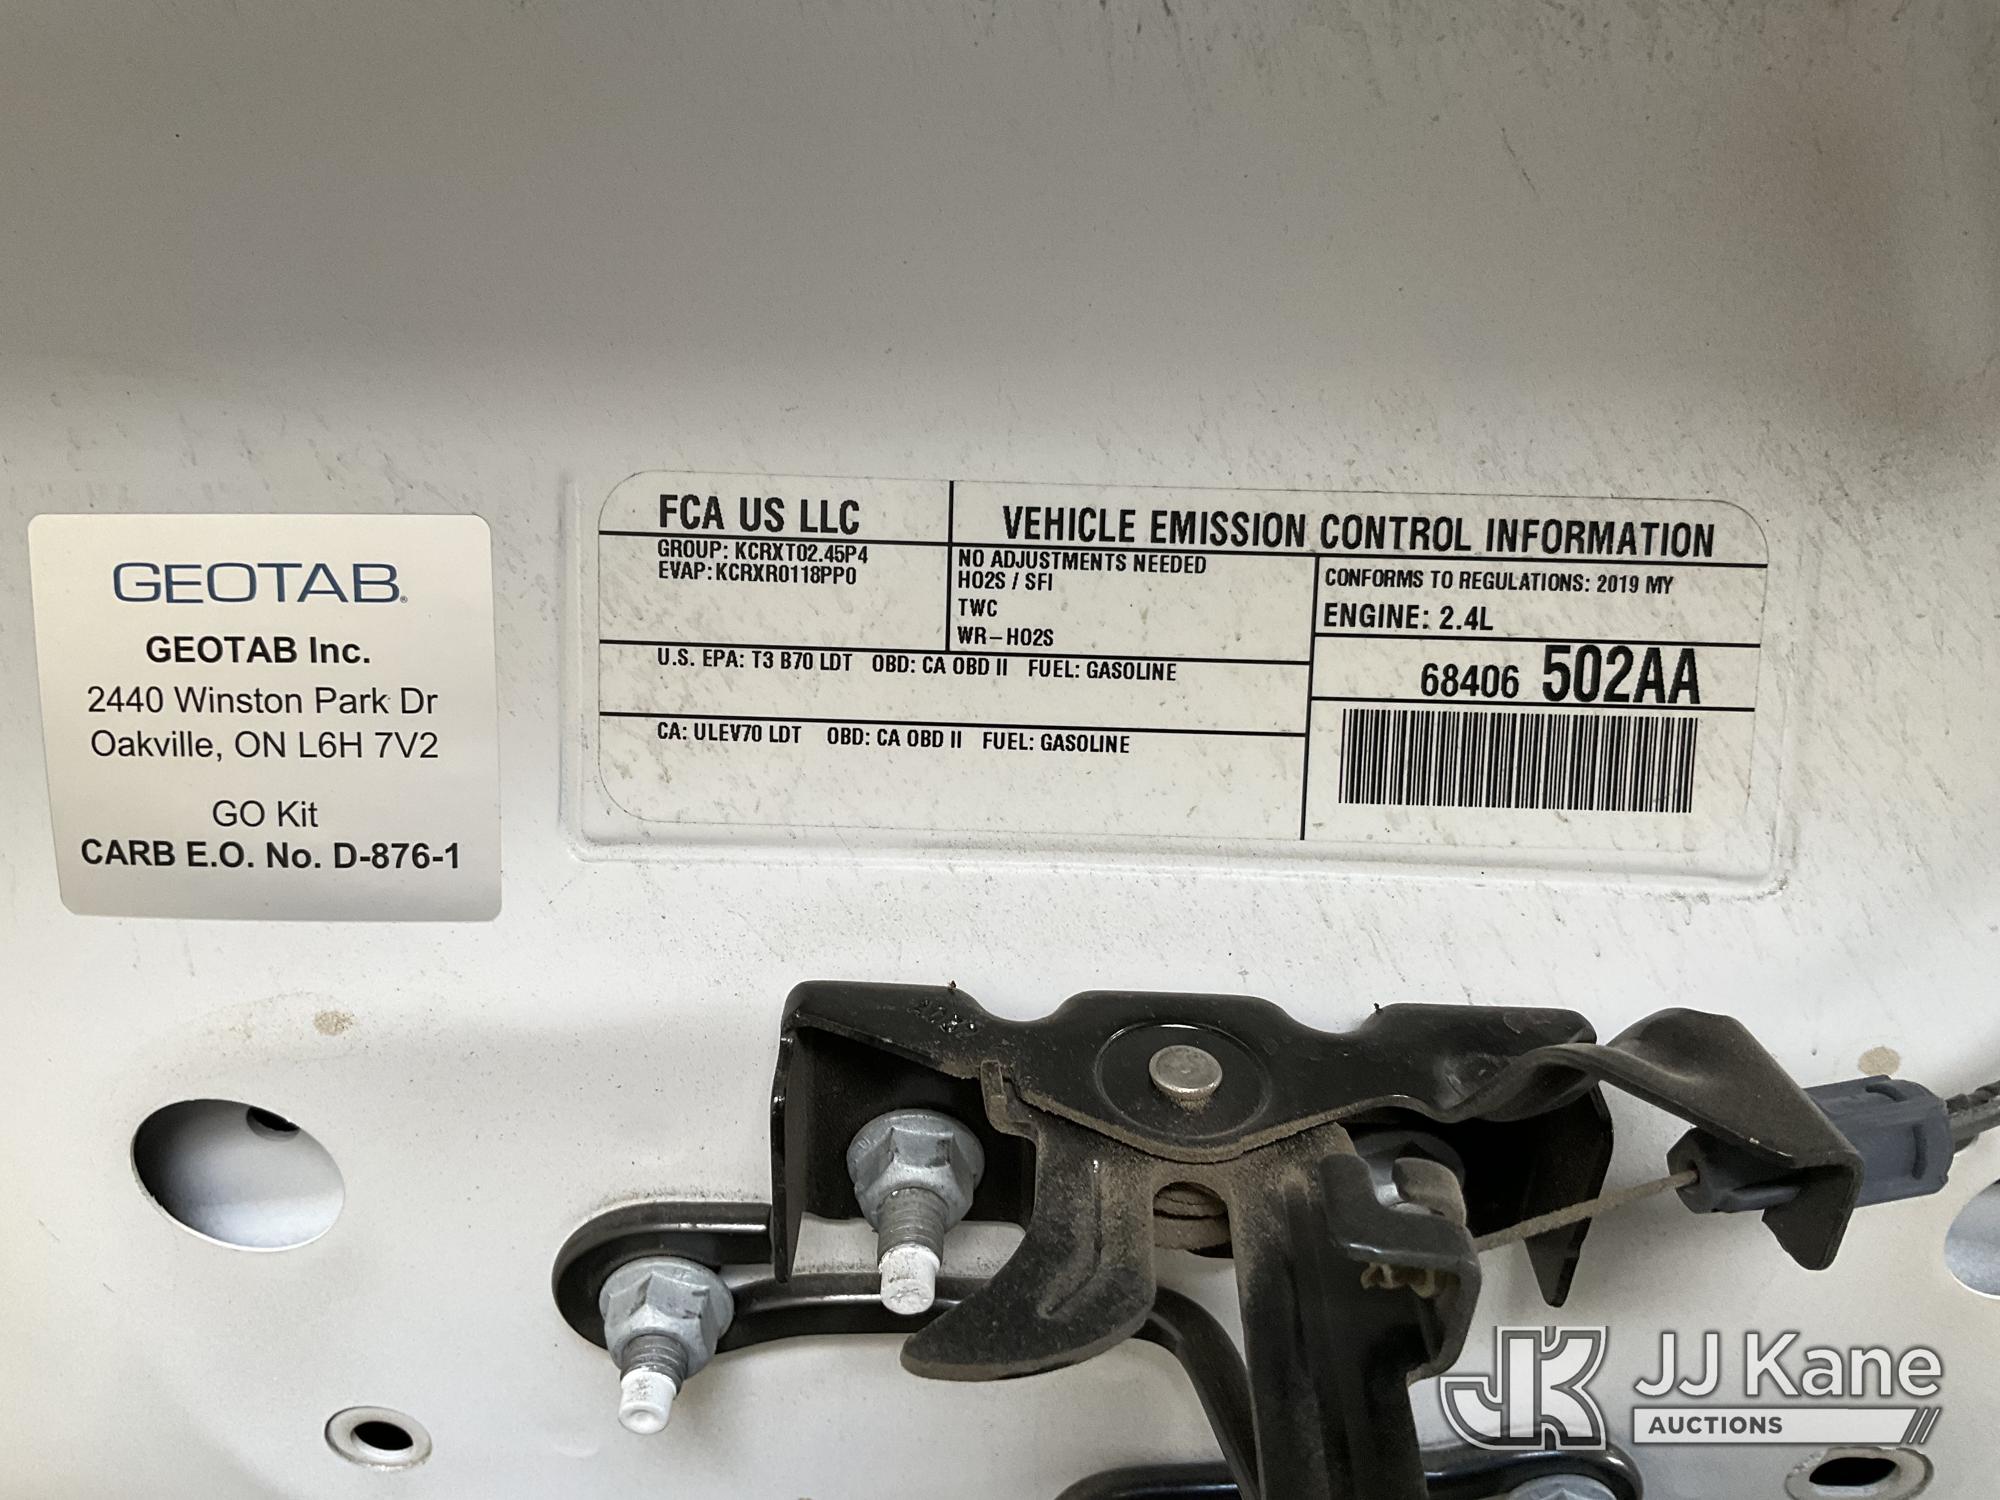 GEOTAB®
GEOTAB Inc.
2440 Winston Park Dr
Oakville, ON L6H 7V2
GO Kit
CARB E.O. No. D-876-1
FCA US LLC
VEHICLE EMISSION CONTROL INFORMATION
GROUP: KCRXT02.45P4
EVAP: KCRXR0118PP0
NO ADJUSTMENTS NEEDED
HO2S / SFI
TWC
WR-HO2S
CONFORMS TO REGULATIONS: 2019 MY
ENGINE: 2.4L
U.S. EPA: T3 B70 LDT OBD: CA OBD II FUEL: GASOLINE
68406 502AA
CA: ULEV70 LDT OBD: CA OBD II FUEL: GASOLINE
JK JJ Kane
AUCTIONS